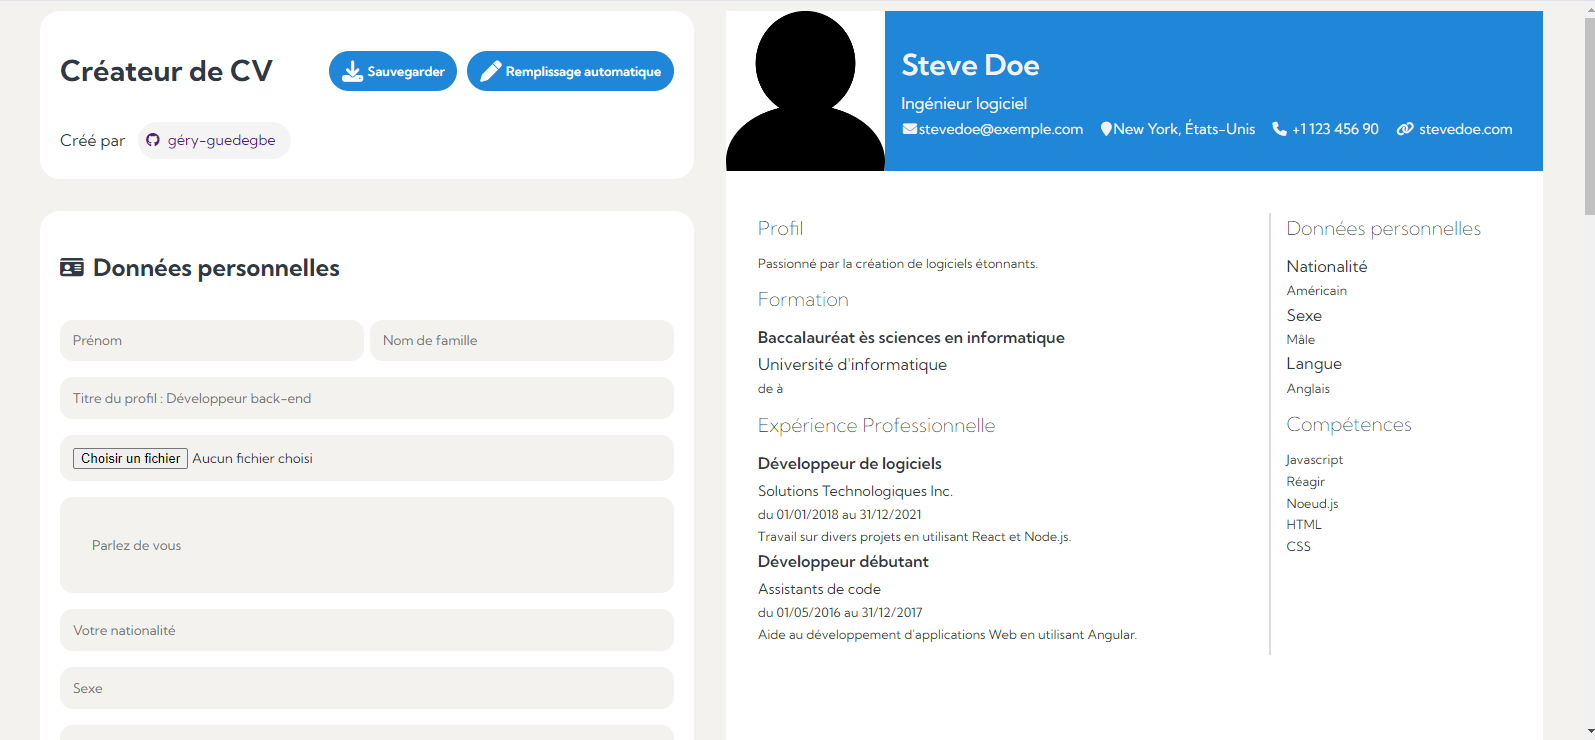 Créateur de CV
Sauvegarder
Remplissage automatique
Créé par géry-guedegbe
Données personnelles
Prénom
Nom de famille
Titre du profil : Développeur back-end
Choisir un fichier Aucun fichier choisi
Parlez de vous
Votre nationalité
Sexe
Steve Doe
Ingénieur logiciel
stevedoe@exemple.com New York, États-Unis +1 123 456 90 stevedoe.com
Profil
Passionné par la création de logiciels étonnants.
Formation
Baccalauréat ès sciences en informatique
Université d'informatique
de à
Expérience Professionnelle
Développeur de logiciels
Solutions Technologiques Inc.
du 01/01/2018 au 31/12/2021
Travail sur divers projets en utilisant React et Node.js.
Développeur débutant
Assistants de code
du 01/05/2016 au 31/12/2017
Aide au développement d'applications Web en utilisant Angular.
Données personnelles
Nationalité
Américain
Sexe
Mâle
Langue
Anglais
Compétences
Javascript
Réagir
Noeud.js
HTML
CSS